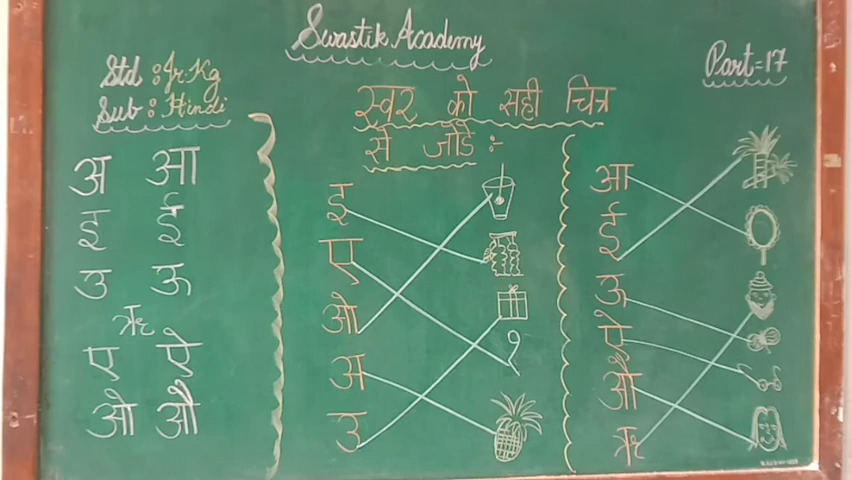 Swastik Academy
Part=17
Std : Jr.Kg
Sub : Hindi
स्वर को सही चित्र
से जोडे :-
अ आ
इ ई
उ ऊ
ऋ
ए ऐ
ओ औ
इ
ए
ओ
अ
उ
१
आ
ई
ऊ
ऐ
औ
ऋ